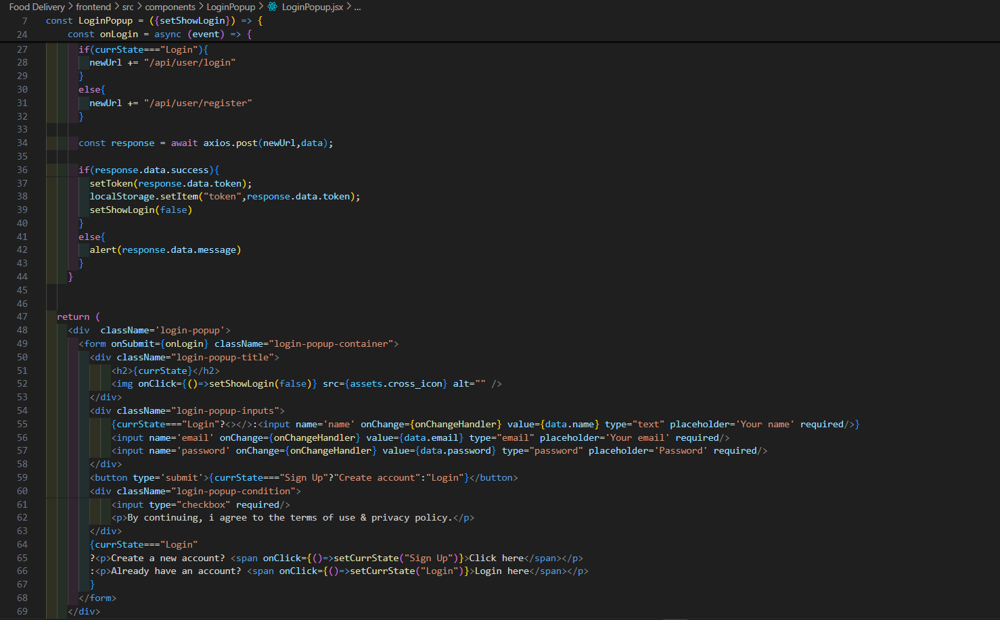 Food Delivery > frontend > src > components > LoginPopup > LoginPopup.jsx > ...
7 const LoginPopup = ({setShowLogin}) => {
24 const onLogin = async (event) => {
27 if(currState==="Login"){
28 newUrl += "/api/user/login"
29 }
30 else{
31 newUrl += "/api/user/register"
32 }
33
34 const response = await axios.post(newUrl,data);
35
36 if(response.data.success){
37 setToken(response.data.token);
38 localStorage.setItem("token",response.data.token);
39 setShowLogin(false)
40 }
41 else{
42 alert(response.data.message)
43 }
44 }
45
46
47 return (
48 <div  className='login-popup'>
49 <form onSubmit={onLogin} className="login-popup-container">
50 <div className="login-popup-title">
51 <h2>{currState}</h2>
52 <img onClick={()=>setShowLogin(false)} src={assets.cross_icon} alt="" />
53 </div>
54 <div className="login-popup-inputs">
55 {currState==="Login"?<></>:<input name='name' onChange={onChangeHandler} value={data.name} type="text" placeholder='Your name' required/>}
56 <input name='email' onChange={onChangeHandler} value={data.email} type="email" placeholder='Your email' required/>
57 <input name='password' onChange={onChangeHandler} value={data.password} type="password" placeholder='Password' required/>
58 </div>
59 <button type='submit'>{currState==="Sign Up"?"Create account":"Login"}</button>
60 <div className="login-popup-condition">
61 <input type="checkbox" required/>
62 <p>By continuing, i agree to the terms of use & privacy policy.</p>
63 </div>
64 {currState==="Login"
65 ?<p>Create a new account? <span onClick={()=>setCurrState("Sign Up")}>Click here</span></p>
66 :<p>Already have an account? <span onClick={()=>setCurrState("Login")}>Login here</span></p>
67 }
68 </form>
69 </div>